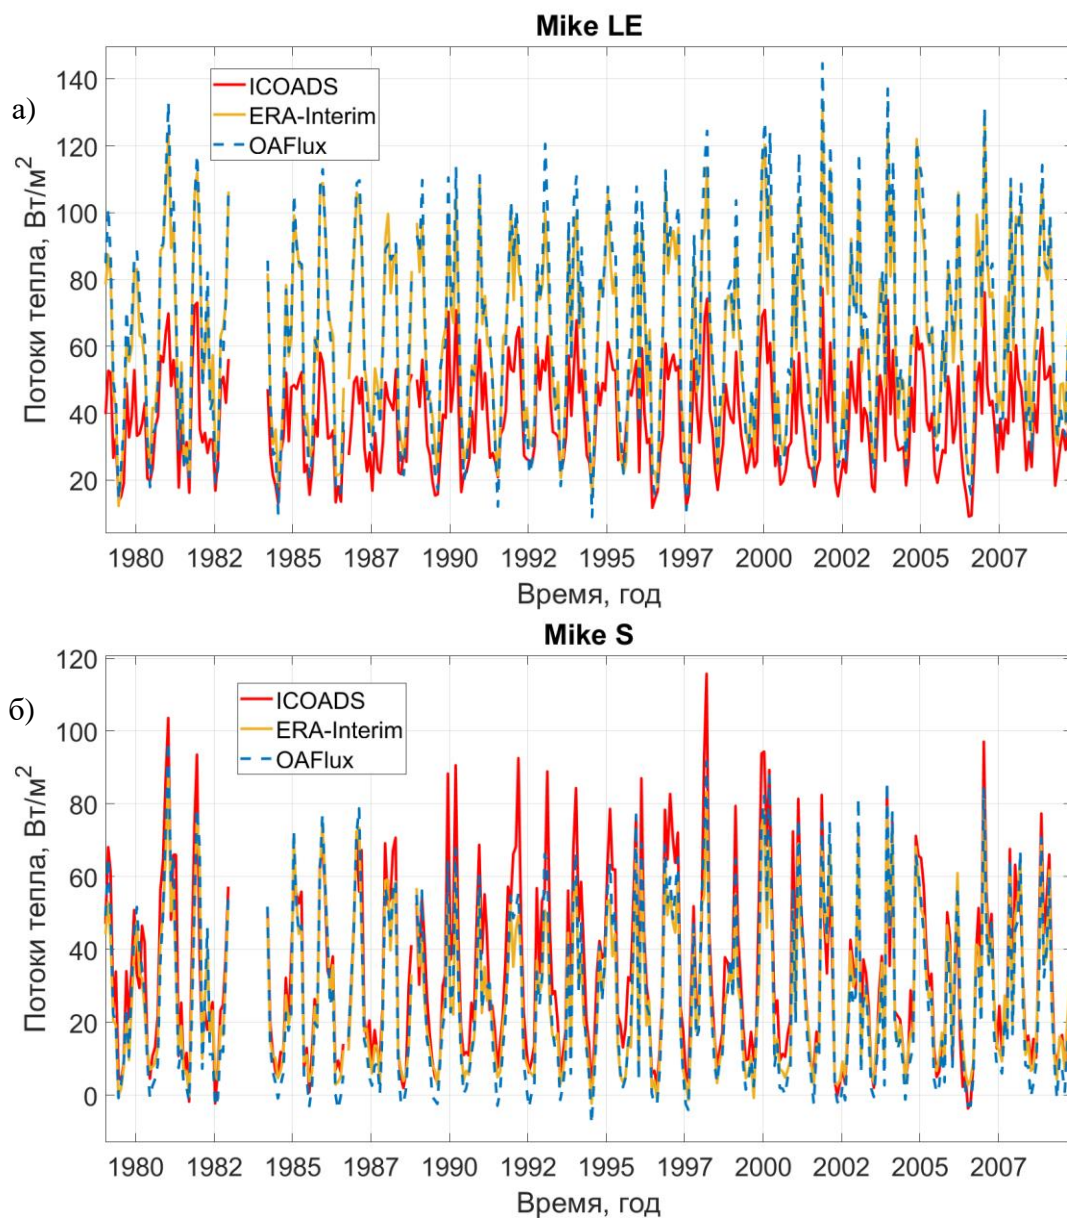 Mike LE
а)
ICOADS
ERA-Interim
OAFlux
Потоки тепла, Вт/м²
140
120
100
80
60
40
20
1980 1982 1985 1987 1990 1992 1995 1997 2000 2002 2005 2007
Время, год
Mike S
б)
ICOADS
ERA-Interim
OAFlux
Потоки тепла, Вт/м²
120
100
80
60
40
20
0
1980 1982 1985 1987 1990 1992 1995 1997 2000 2002 2005 2007
Время, год